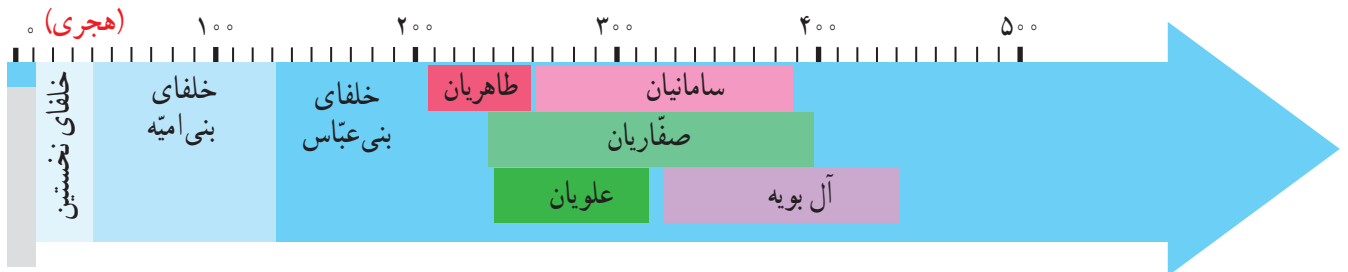 ۰ (هجری) ۱۰۰ ۲۰۰ ۳۰۰ ۴۰۰ ۵۰۰
خلفای نخستین
خلفای
بنی‌امیّه
خلفای
بنی‌عبّاس
طاهریان
سامانیان
صفّاریان
علویان
آل بویه